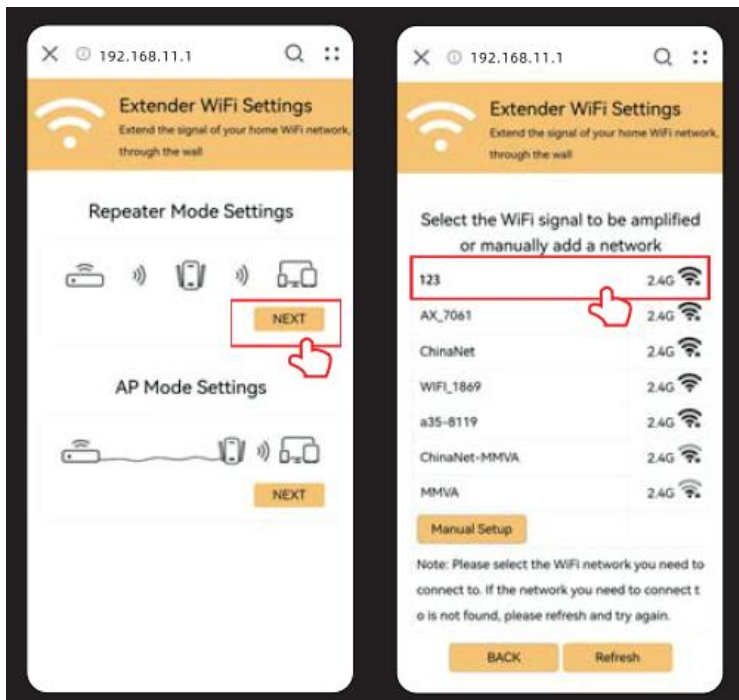 192.168.11.1
Extender WiFi Settings
Extend the signal of your home WiFi network,
through the wall
Repeater Mode Settings
NEXT
AP Mode Settings
NEXT
192.168.11.1
Extender WiFi Settings
Extend the signal of your home WiFi network,
through the wall
Select the WiFi signal to be amplified
or manually add a network
123 2.4G
AX_7061 2.4G
ChinaNet 2.4G
WIFI_1869 2.4G
a35-8119 2.4G
ChinaNet-MMVA 2.4G
MMVA 2.4G
Manual Setup
Note: Please select the WiFi network you need to
connect to. If the network you need to connect t
o is not found, please refresh and try again.
BACK Refresh